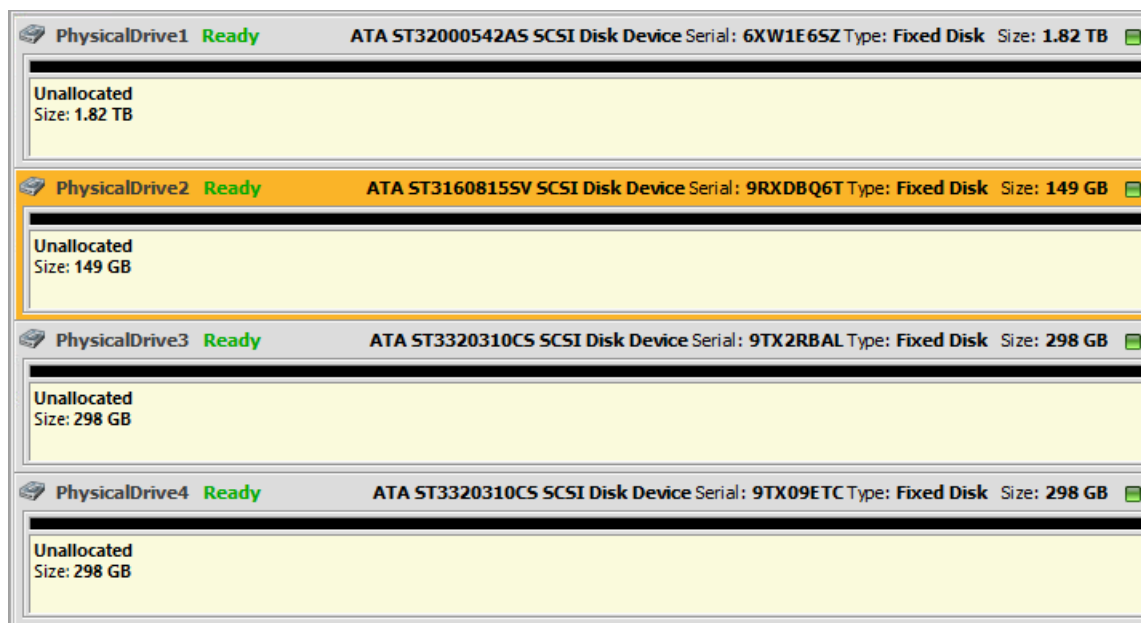 PhysicalDrive1 Ready ATA ST32000542AS SCSI Disk Device Serial: 6XW1E6SZ Type: Fixed Disk Size: 1.82 TB
Unallocated
Size: 1.82 TB
PhysicalDrive2 Ready ATA ST3160815SV SCSI Disk Device Serial: 9RXDBQ6T Type: Fixed Disk Size: 149 GB
Unallocated
Size: 149 GB
PhysicalDrive3 Ready ATA ST3320310CS SCSI Disk Device Serial: 9TX2RBAL Type: Fixed Disk Size: 298 GB
Unallocated
Size: 298 GB
PhysicalDrive4 Ready ATA ST3320310CS SCSI Disk Device Serial: 9TX09ETC Type: Fixed Disk Size: 298 GB
Unallocated
Size: 298 GB